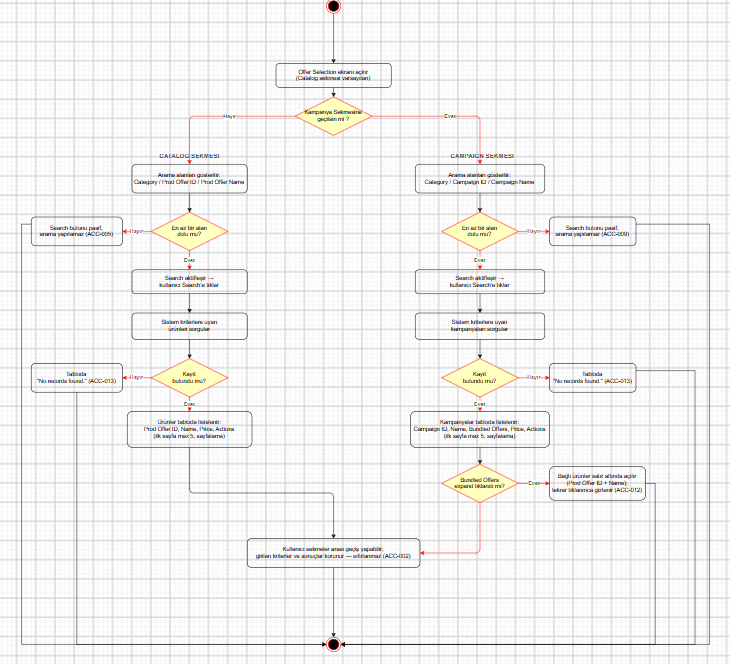 Offer Selection ekranı açılır
(Catalog sekmesi varsayılan)
Kampanya Sekmesine
geçilsin mi ?
Hayır
Evet
CATALOG SEKMESİ
CAMPAIGN SEKMESİ
Arama alanları gösterilir:
Category / Prod Offer ID / Prod Offer Name
Arama alanları gösterilir:
Category / Campaign ID / Campaign Name
Search butonu pasif,
arama yapılamaz (ACC-005)
Hayır
En az bir alan
dolu mu?
En az bir alan
dolu mu?
Hayır
Search butonu pasif,
arama yapılamaz (ACC-009)
Evet
Evet
Search aktifleşir →
kullanıcı Search'e tıklar
Search aktifleşir →
kullanıcı Search'e tıklar
Sistem kriterlere uyan
ürünleri sorgular
Sistem kriterlere uyan
kampanyaları sorgular
Tabloda
"No records found." (ACC-013)
Hayır
Kayıt
bulundu mu?
Kayıt
bulundu mu?
Hayır
Tabloda
"No records found." (ACC-013)
Evet
Evet
Ürünler tabloda listelenir:
Prod Offer ID, Name, Price, Actions
(ilk sayfa max 5, sayfalama)
Kampanyalar tabloda listelenir:
Campaign ID, Name, Bundled Offers, Price, Actions
(ilk sayfa max 5, sayfalama)
Bundled Offers
expand tıklandı mı?
Evet
Bağlı ürünler satır altında açılır
(Prod Offer ID + Name),
tekrar tıklanınca gizlenir (ACC-012)
Kullanıcı sekmeler arası geçiş yapabilir;
girilen kriterler ve sonuçlar korunur — sıfırlanmaz (ACC-002)